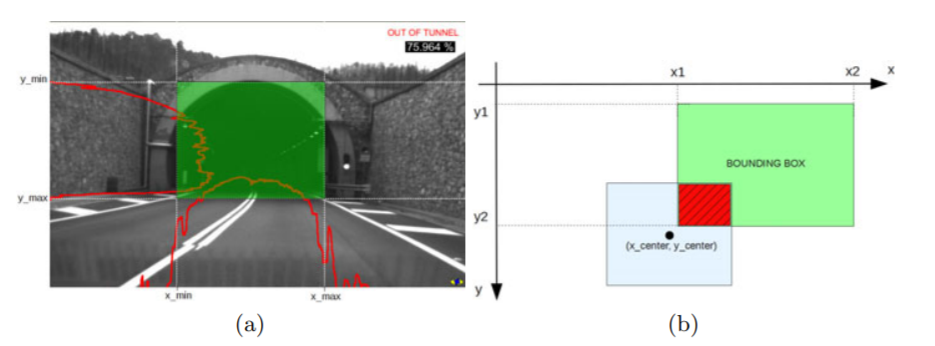 OUT OF TUNNEL
75.964 %
y_min
y_max
x_min
x_max
(a)
x1
x2
x
y1
BOUNDING BOX
y2
(x_center, y_center)
y
(b)